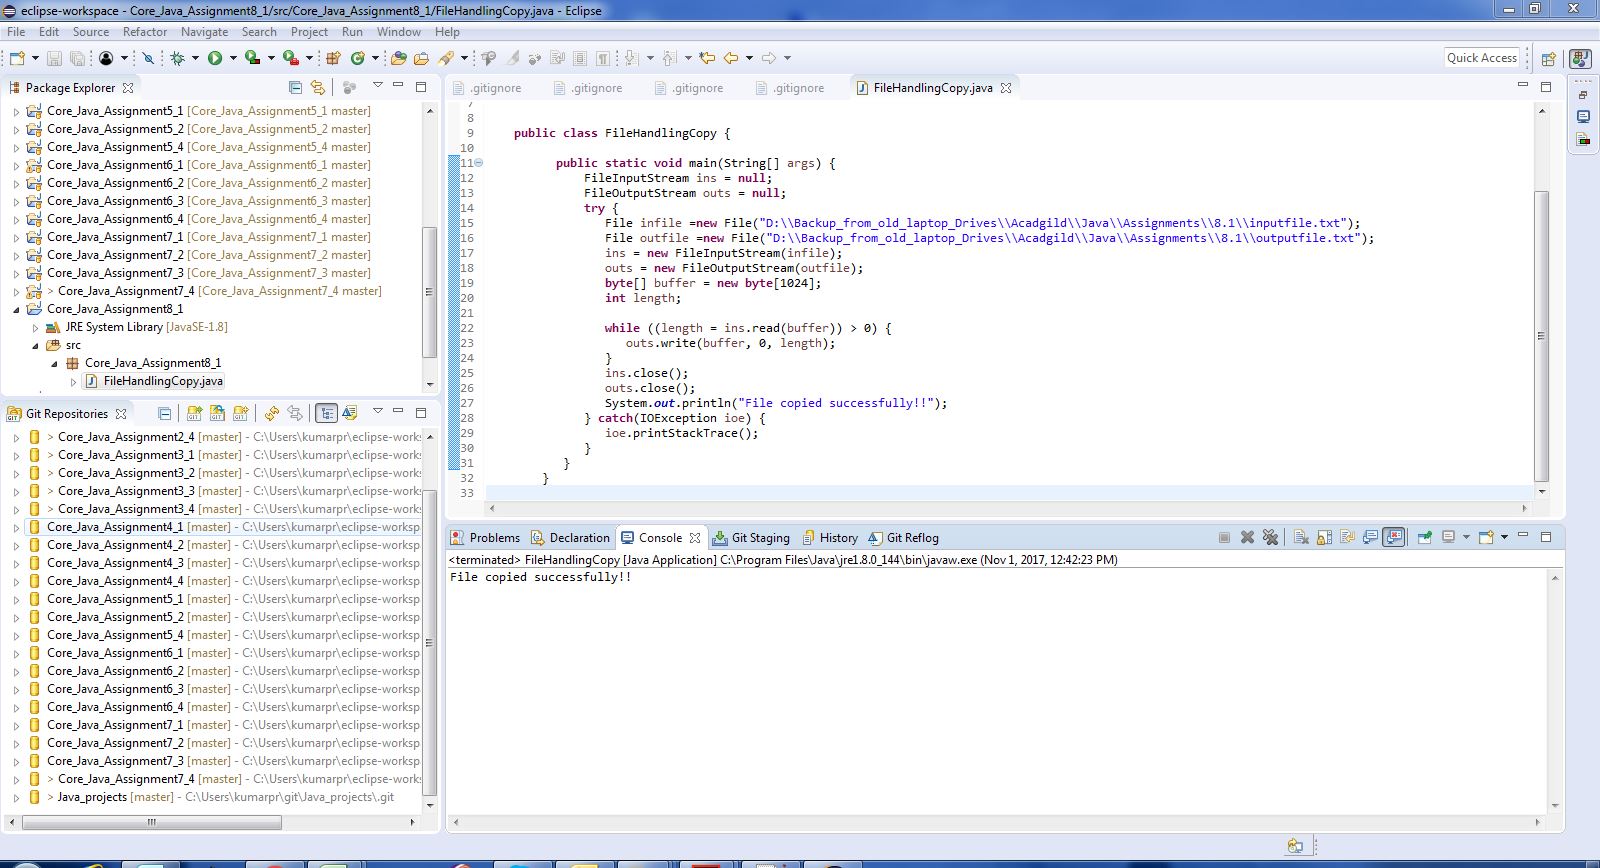 eclipse-workspace - Core_Java_Assignment8_1/src/Core_Java_Assignment8_1/FileHandlingCopy.java - Eclipse
File Edit Source Refactor Navigate Search Project Run Window Help
Quick Access
Package Explorer
Core_Java_Assignment5_1 [Core_Java_Assignment5_1 master]
Core_Java_Assignment5_2 [Core_Java_Assignment5_2 master]
Core_Java_Assignment5_4 [Core_Java_Assignment5_4 master]
Core_Java_Assignment6_1 [Core_Java_Assignment6_1 master]
Core_Java_Assignment6_2 [Core_Java_Assignment6_2 master]
Core_Java_Assignment6_3 [Core_Java_Assignment6_3 master]
Core_Java_Assignment6_4 [Core_Java_Assignment6_4 master]
Core_Java_Assignment7_1 [Core_Java_Assignment7_1 master]
Core_Java_Assignment7_2 [Core_Java_Assignment7_2 master]
Core_Java_Assignment7_3 [Core_Java_Assignment7_3 master]
> Core_Java_Assignment7_4 [Core_Java_Assignment7_4 master]
Core_Java_Assignment8_1
JRE System Library [JavaSE-1.8]
src
Core_Java_Assignment8_1
FileHandlingCopy.java
Git Repositories
> Core_Java_Assignment2_4 [master] - C:\Users\kumarpr\eclipse-works
> Core_Java_Assignment3_1 [master] - C:\Users\kumarpr\eclipse-works
> Core_Java_Assignment3_2 [master] - C:\Users\kumarpr\eclipse-works
> Core_Java_Assignment3_3 [master] - C:\Users\kumarpr\eclipse-works
> Core_Java_Assignment3_4 [master] - C:\Users\kumarpr\eclipse-works
Core_Java_Assignment4_1 [master] - C:\Users\kumarpr\eclipse-worksp
Core_Java_Assignment4_2 [master] - C:\Users\kumarpr\eclipse-worksp
Core_Java_Assignment4_3 [master] - C:\Users\kumarpr\eclipse-worksp
Core_Java_Assignment4_4 [master] - C:\Users\kumarpr\eclipse-worksp
Core_Java_Assignment5_1 [master] - C:\Users\kumarpr\eclipse-worksp
Core_Java_Assignment5_2 [master] - C:\Users\kumarpr\eclipse-worksp
Core_Java_Assignment5_4 [master] - C:\Users\kumarpr\eclipse-worksp
Core_Java_Assignment6_1 [master] - C:\Users\kumarpr\eclipse-worksp
Core_Java_Assignment6_2 [master] - C:\Users\kumarpr\eclipse-worksp
Core_Java_Assignment6_3 [master] - C:\Users\kumarpr\eclipse-worksp
Core_Java_Assignment6_4 [master] - C:\Users\kumarpr\eclipse-worksp
Core_Java_Assignment7_1 [master] - C:\Users\kumarpr\eclipse-worksp
Core_Java_Assignment7_2 [master] - C:\Users\kumarpr\eclipse-worksp
Core_Java_Assignment7_3 [master] - C:\Users\kumarpr\eclipse-worksp
> Core_Java_Assignment7_4 [master] - C:\Users\kumarpr\eclipse-works
> Java_projects [master] - C:\Users\kumarpr\git\Java_projects\.git
.gitignore .gitignore .gitignore .gitignore FileHandlingCopy.java
7
8
9 public class FileHandlingCopy {
10
11 public static void main(String[] args) {
12 FileInputStream ins = null;
13 FileOutputStream outs = null;
14 try {
15 File infile =new File("D:\\Backup_from_old_laptop_Drives\\Acadgild\\Java\\Assignments\\8.1\\inputfile.txt");
16 File outfile =new File("D:\\Backup_from_old_laptop_Drives\\Acadgild\\Java\\Assignments\\8.1\\outputfile.txt");
17 ins = new FileInputStream(infile);
18 outs = new FileOutputStream(outfile);
19 byte[] buffer = new byte[1024];
20 int length;
21
22 while ((length = ins.read(buffer)) > 0) {
23 outs.write(buffer, 0, length);
24 }
25 ins.close();
26 outs.close();
27 System.out.println("File copied successfully!!");
28 } catch(IOException ioe) {
29 ioe.printStackTrace();
30 }
31 }
32 }
33
Problems Declaration Console Git Staging History Git Reflog
<terminated> FileHandlingCopy [Java Application] C:\Program Files\Java\jre1.8.0_144\bin\javaw.exe (Nov 1, 2017, 12:42:23 PM)
File copied successfully!!